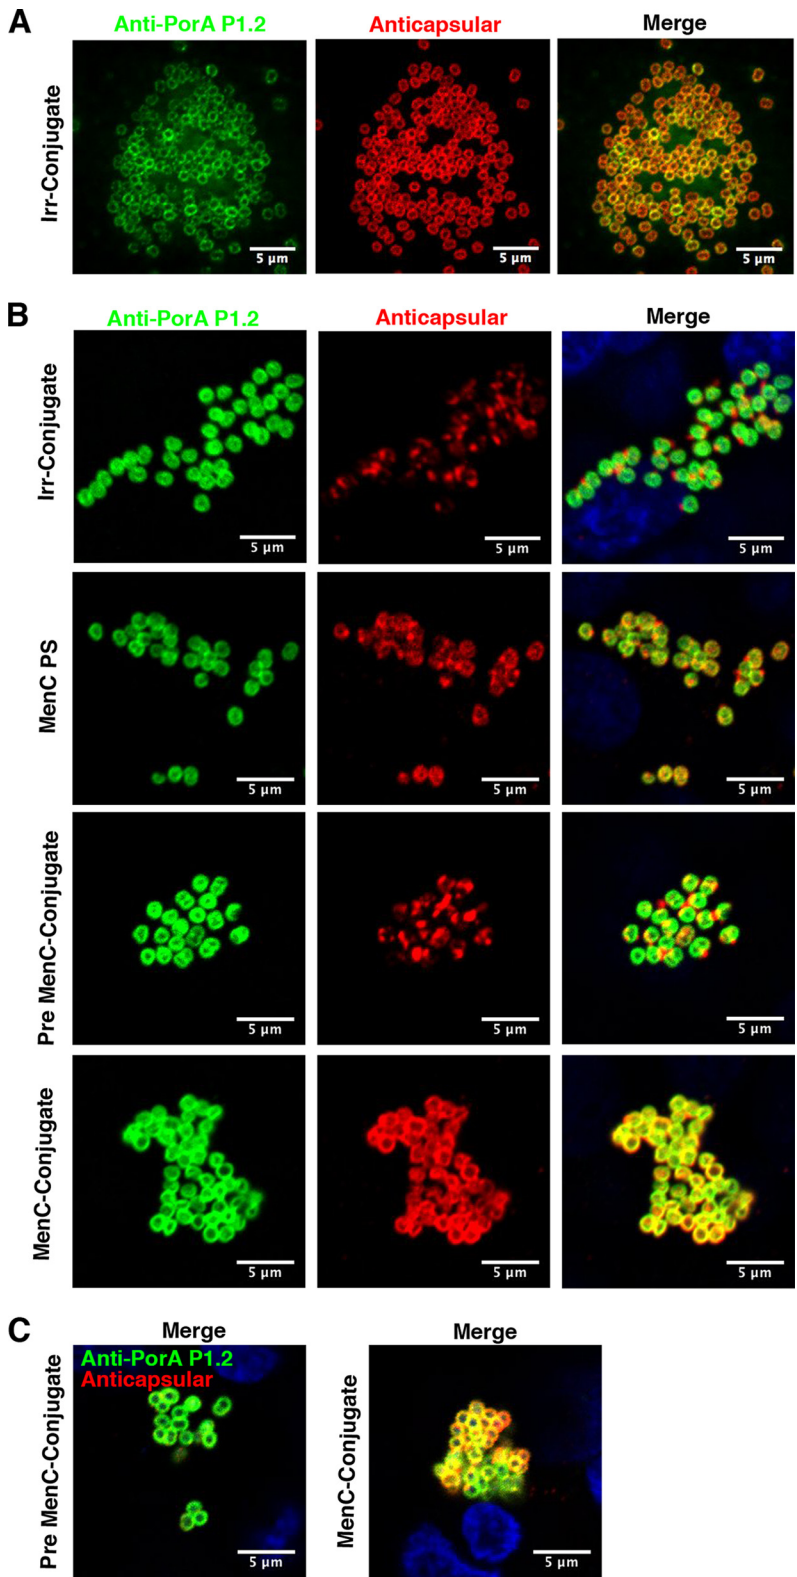 A
Anti-PorA P1.2 Anticapsular Merge
Irr-Conjugate
5 µm 5 µm 5 µm
B
Anti-PorA P1.2 Anticapsular Merge
Irr-Conjugate
5 µm 5 µm 5 µm
MenC PS
5 µm 5 µm 5 µm
Pre MenC-Conjugate
5 µm 5 µm 5 µm
MenC-Conjugate
5 µm 5 µm 5 µm
C
Merge Merge
Pre MenC-Conjugate
Anti-PorA P1.2
Anticapsular
5 µm
MenC-Conjugate
5 µm